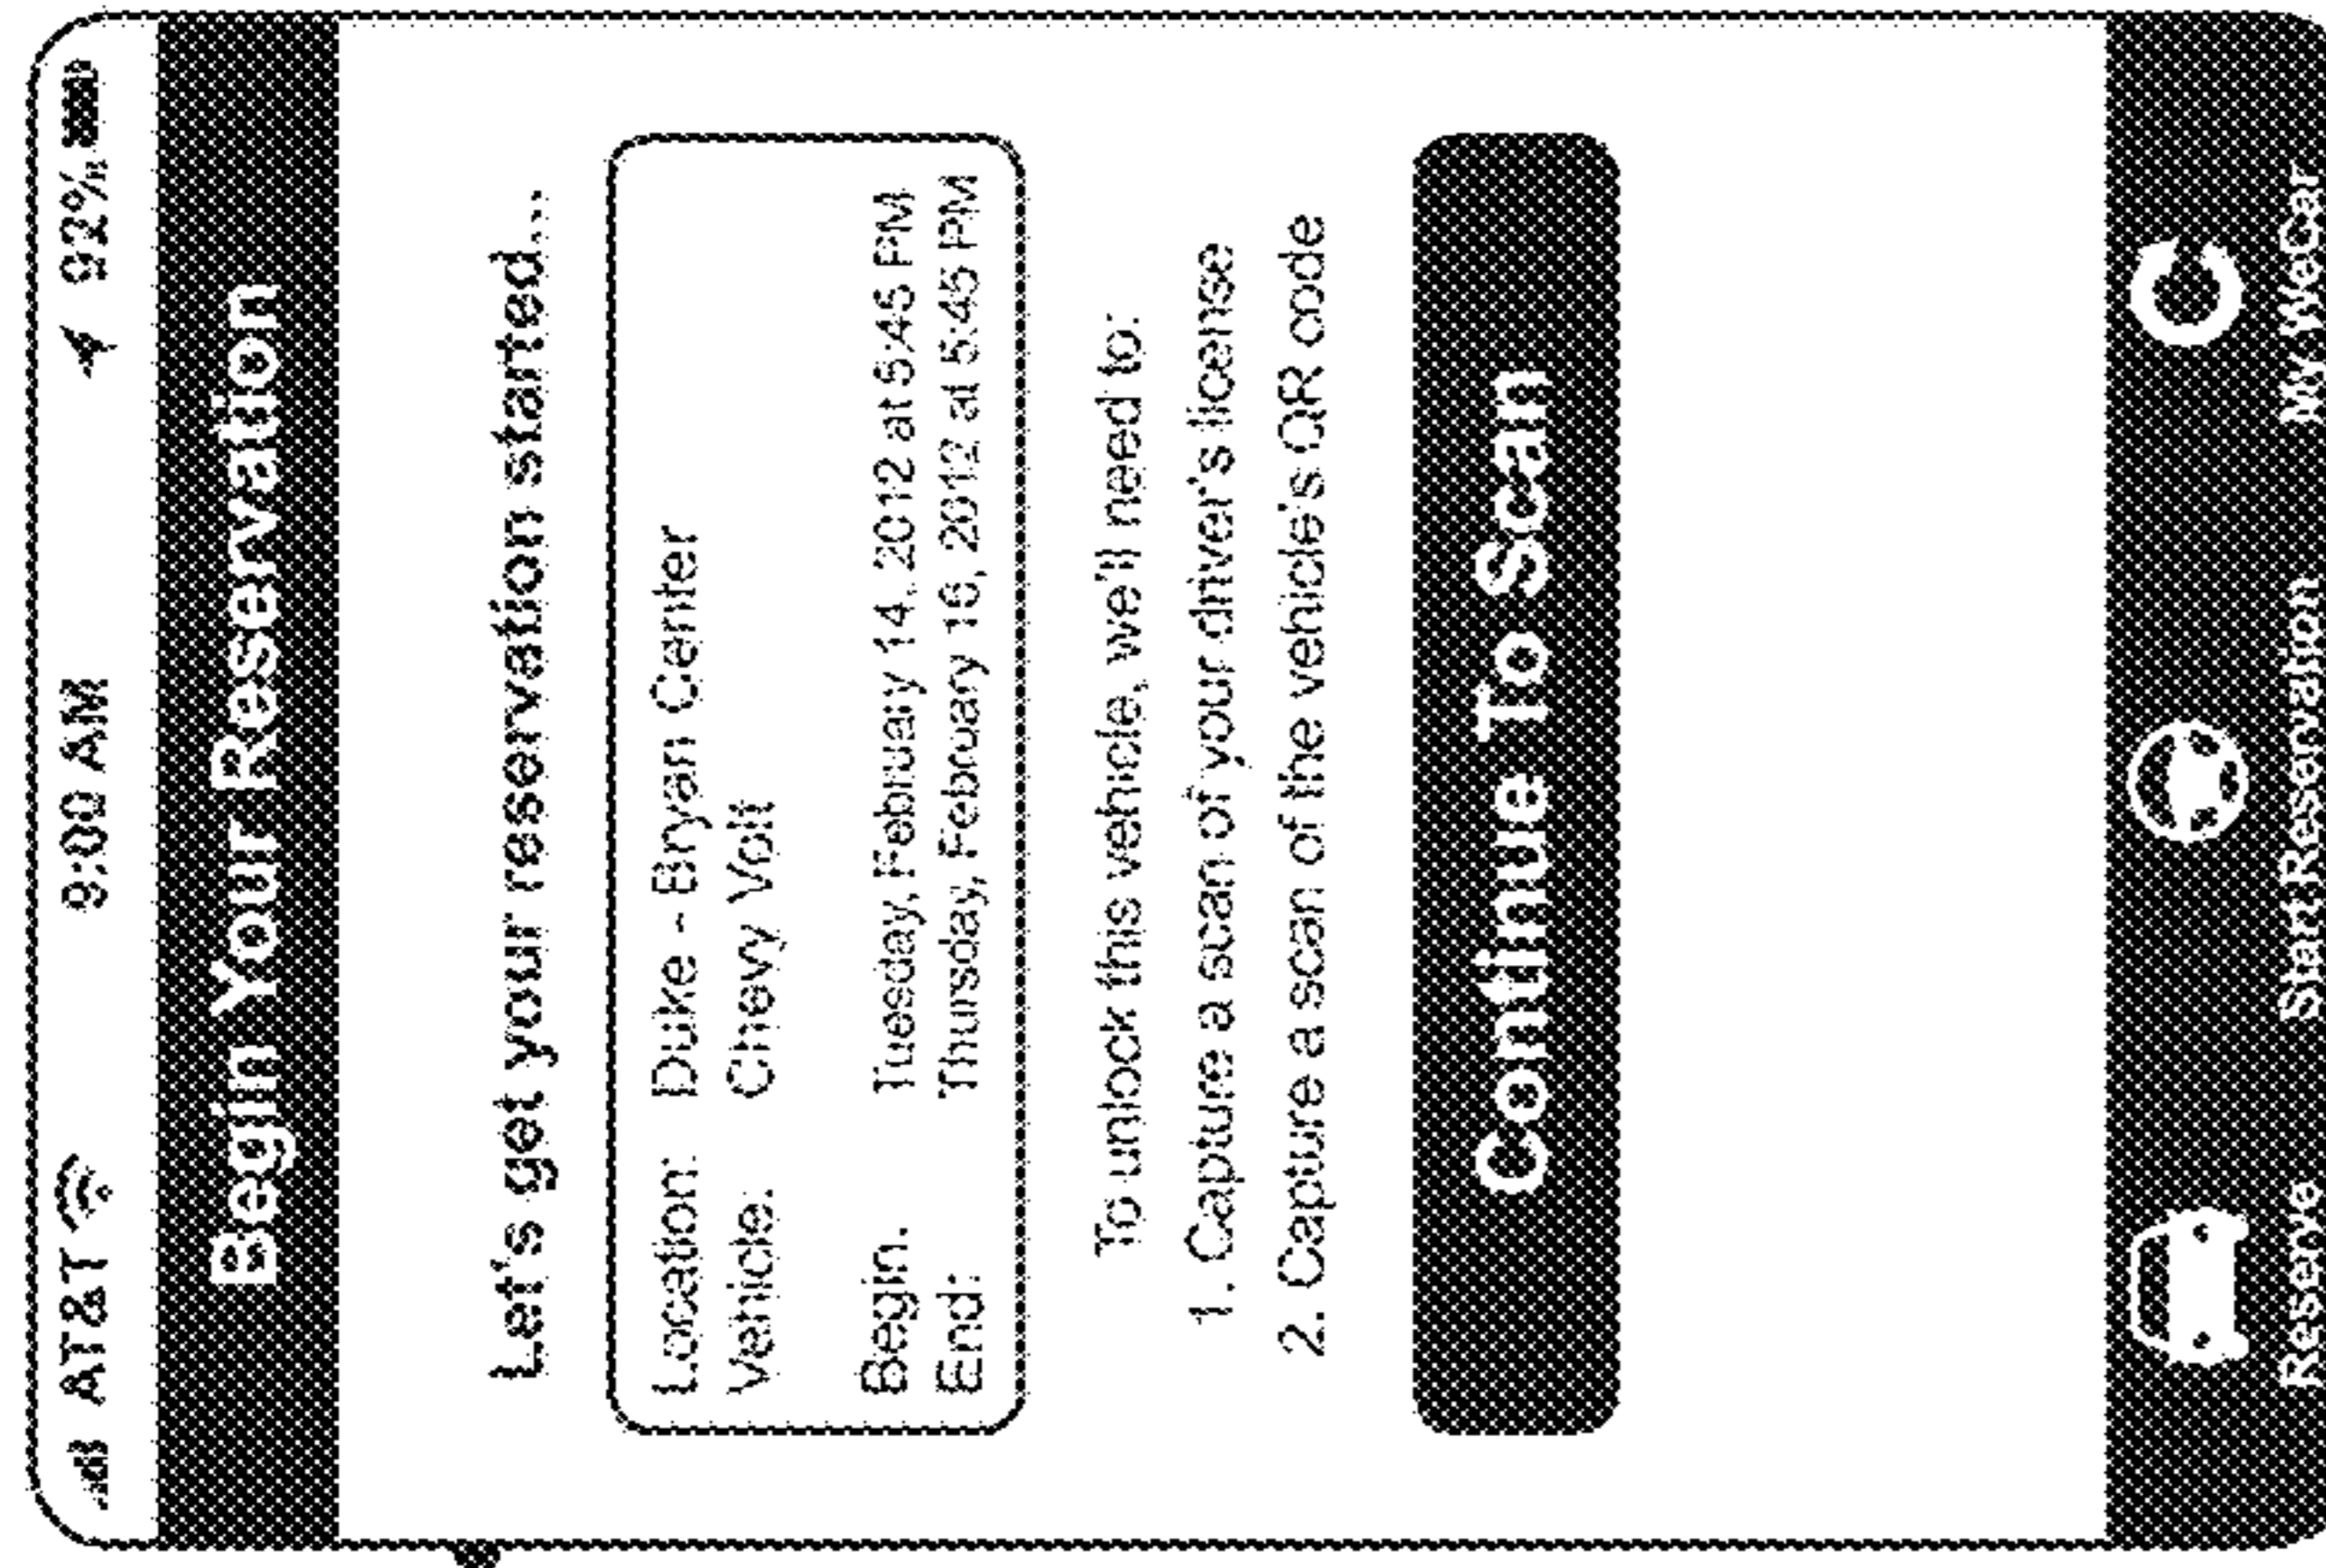 AT&T 9:00 AM 92%
Begin Your Reservation
Let's get your reservation started...
Location: Duke - Bryan Center
Vehicle: Chevy Volt
Begin: Tuesday, February 14, 2012 at 5:45 PM
End: Thursday, February 16, 2012 at 5:45 PM
To unlock this vehicle, we'll need to:
1. Capture a scan of your driver's license
2. Capture a scan of the vehicle's QR code
Continue To Scan
Reserve Start Reservation My WeCar